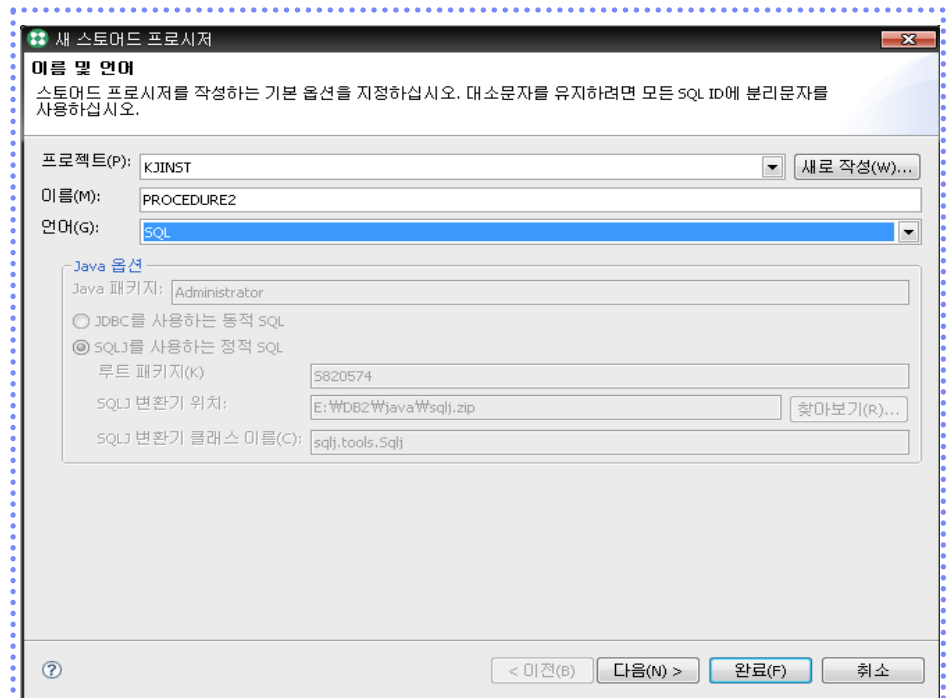 새 스토어드 프로시저
이름 및 언어
스토어드 프로시저를 작성하는 기본 옵션을 지정하십시오. 대소문자를 유지하려면 모든 SQL ID에 분리문자를
사용하십시오.
프로젝트(P): KJINST 새로 작성(W)...
이름(M): PROCEDURE2
언어(G): SQL
Java 옵션
Java 패키지: Administrator
JDBC를 사용하는 동적 SQL
SQLJ를 사용하는 정적 SQL
루트 패키지(K) S820574
SQLJ 변환기 위치: E:₩DB2₩java₩sqlj.zip 찾아보기(R)...
SQLJ 변환기 클래스 이름(C): sqlj.tools.Sqlj
< 이전(B) 다음(N) > 완료(F) 취소